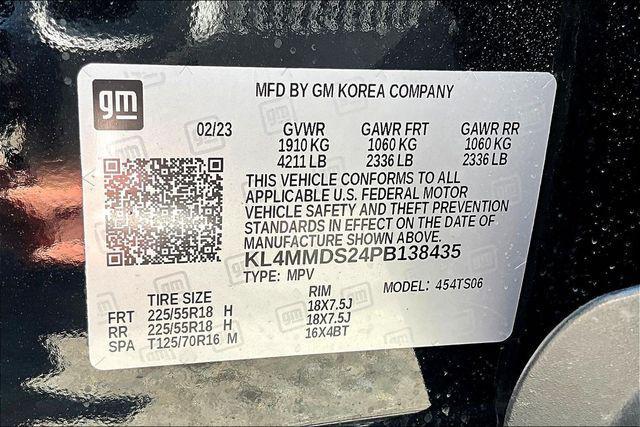 gm
MFD BY GM KOREA COMPANY
02/23 GVWR GAWR FRT GAWR RR
1910 KG 1060 KG 1060 KG
4211 LB 2336 LB 2336 LB
THIS VEHICLE CONFORMS TO ALL
APPLICABLE U.S. FEDERAL MOTOR
VEHICLE SAFETY AND THEFT PREVENTION
STANDARDS IN EFFECT ON THE DATE OF
MANUFACTURE SHOWN ABOVE.
KL4MMDS24PB138435
TYPE: MPV MODEL: 454TS06
TIRE SIZE RIM
FRT 225/55R18 H 18X7.5J
RR 225/55R18 H 18X7.5J
SPA T125/70R16 M 16X4BT